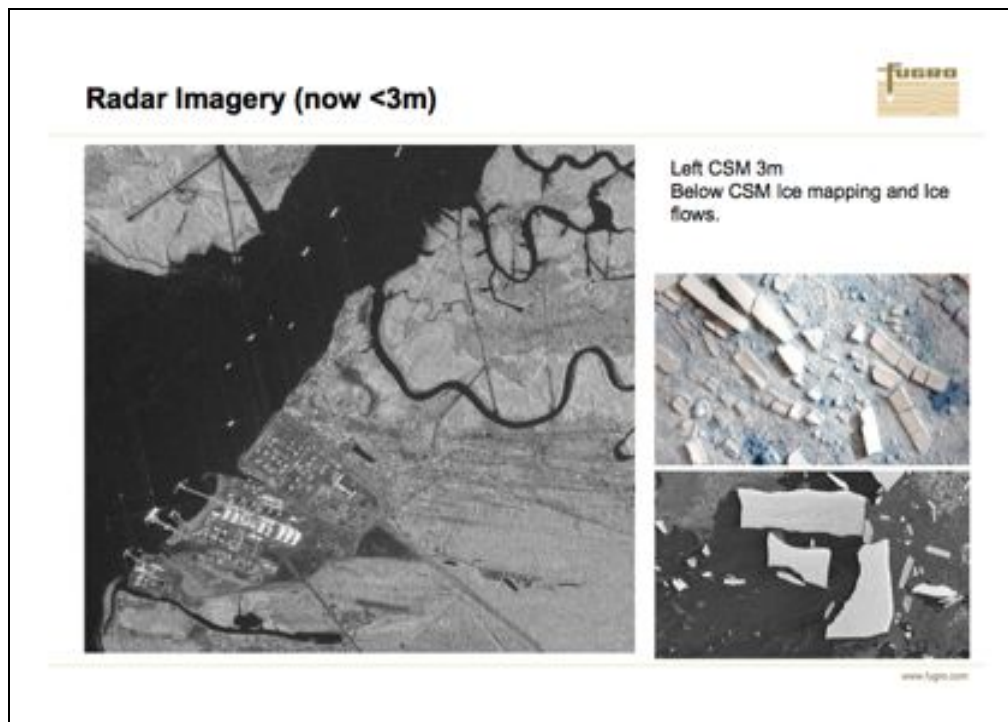 fugro
Radar Imagery (now <3m)
Left CSM 3m
Below CSM Ice mapping and Ice
flows.
www.fugro.com